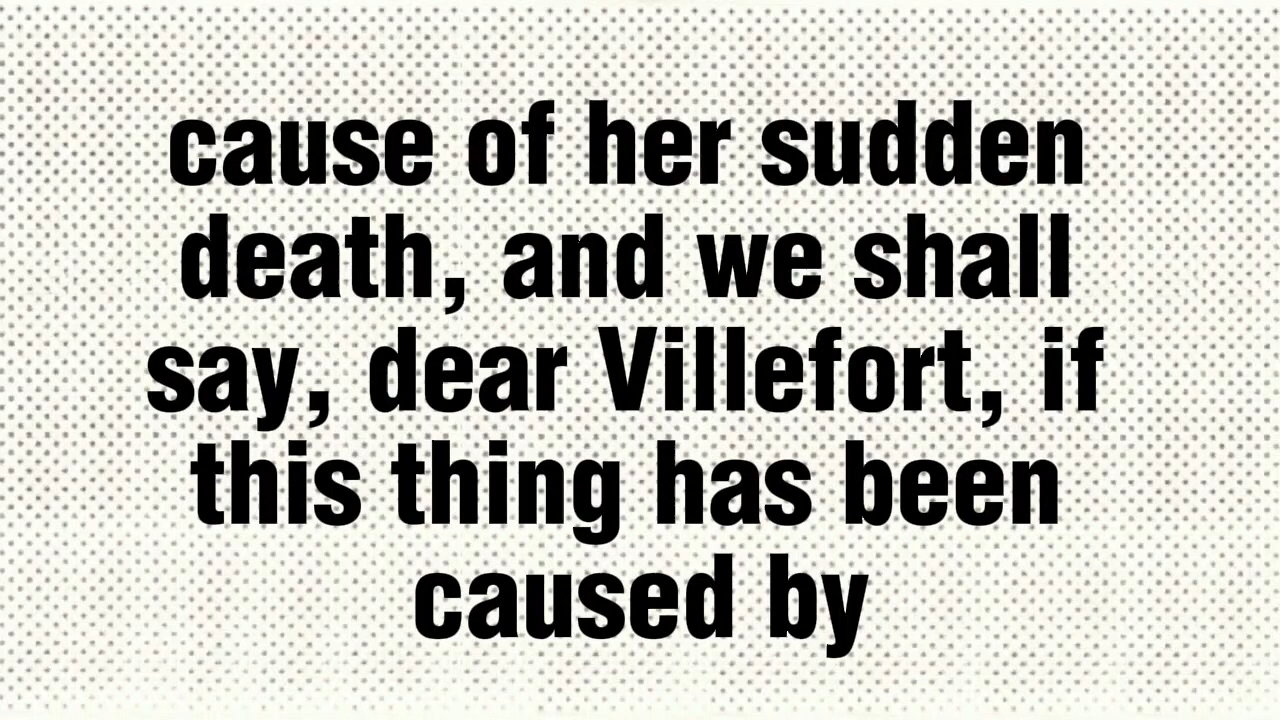 cause of her sudden
death, and we shall
say, dear Villefort, if
this thing has been
caused by